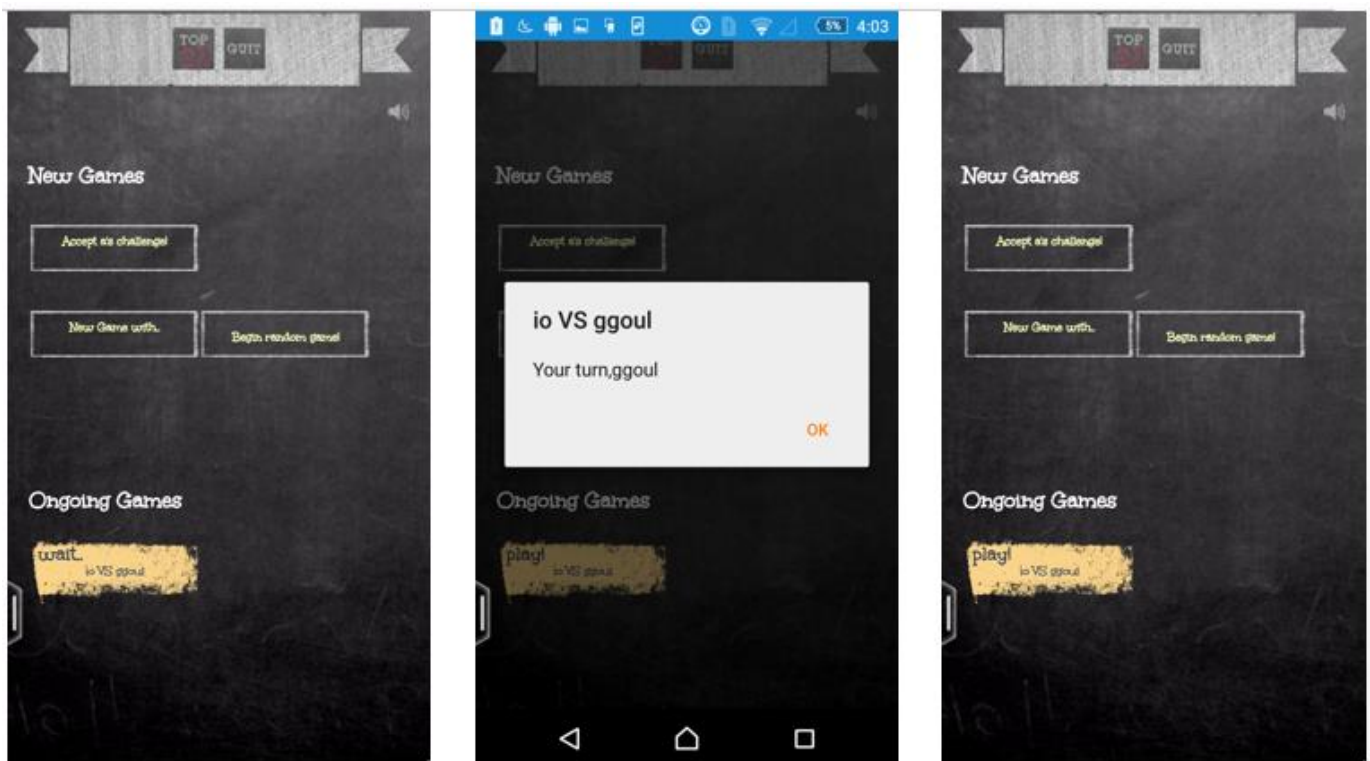 TOP
QUIT
New Games
Accept a's challenge!
New Game with..
Begin random game!
Ongoing Games
wait..
io VS ggoul
5% 4:03
QUIT
New Games
Accept a's challenge!
io VS ggoul
Your turn,ggoul
OK
Ongoing Games
play!
io VS ggoul
TOP
QUIT
New Games
Accept a's challenge!
New Game with..
Begin random game!
Ongoing Games
play!
io VS ggoul